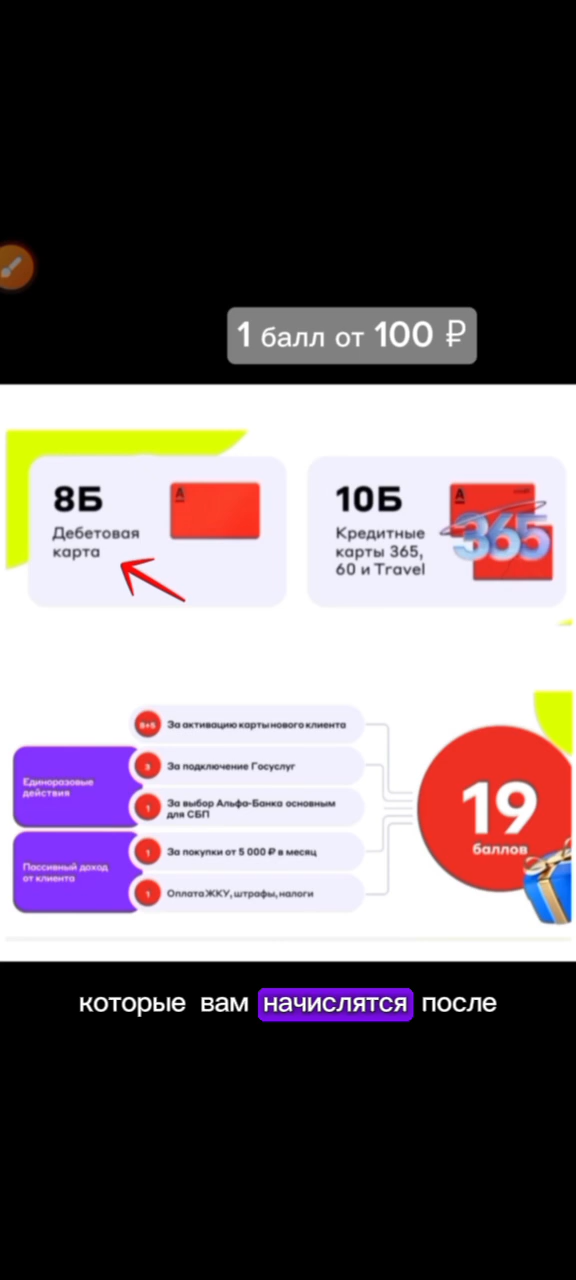 1 балл от 100 ₽
8Б
Дебетовая
карта
A
10Б
Кредитные
карты 365,
60 и Travel
A
365
8+5 За активацию карты нового клиента
Единоразовые
действия
3 За подключение Госуслуг
1 За выбор Альфа-Банка основным
для СБП
19
баллов
Пассивный доход
от клиента
1 За покупки от 5 000 ₽ в месяц
1 Оплата ЖКУ, штрафы, налоги
которые вам начислятся после